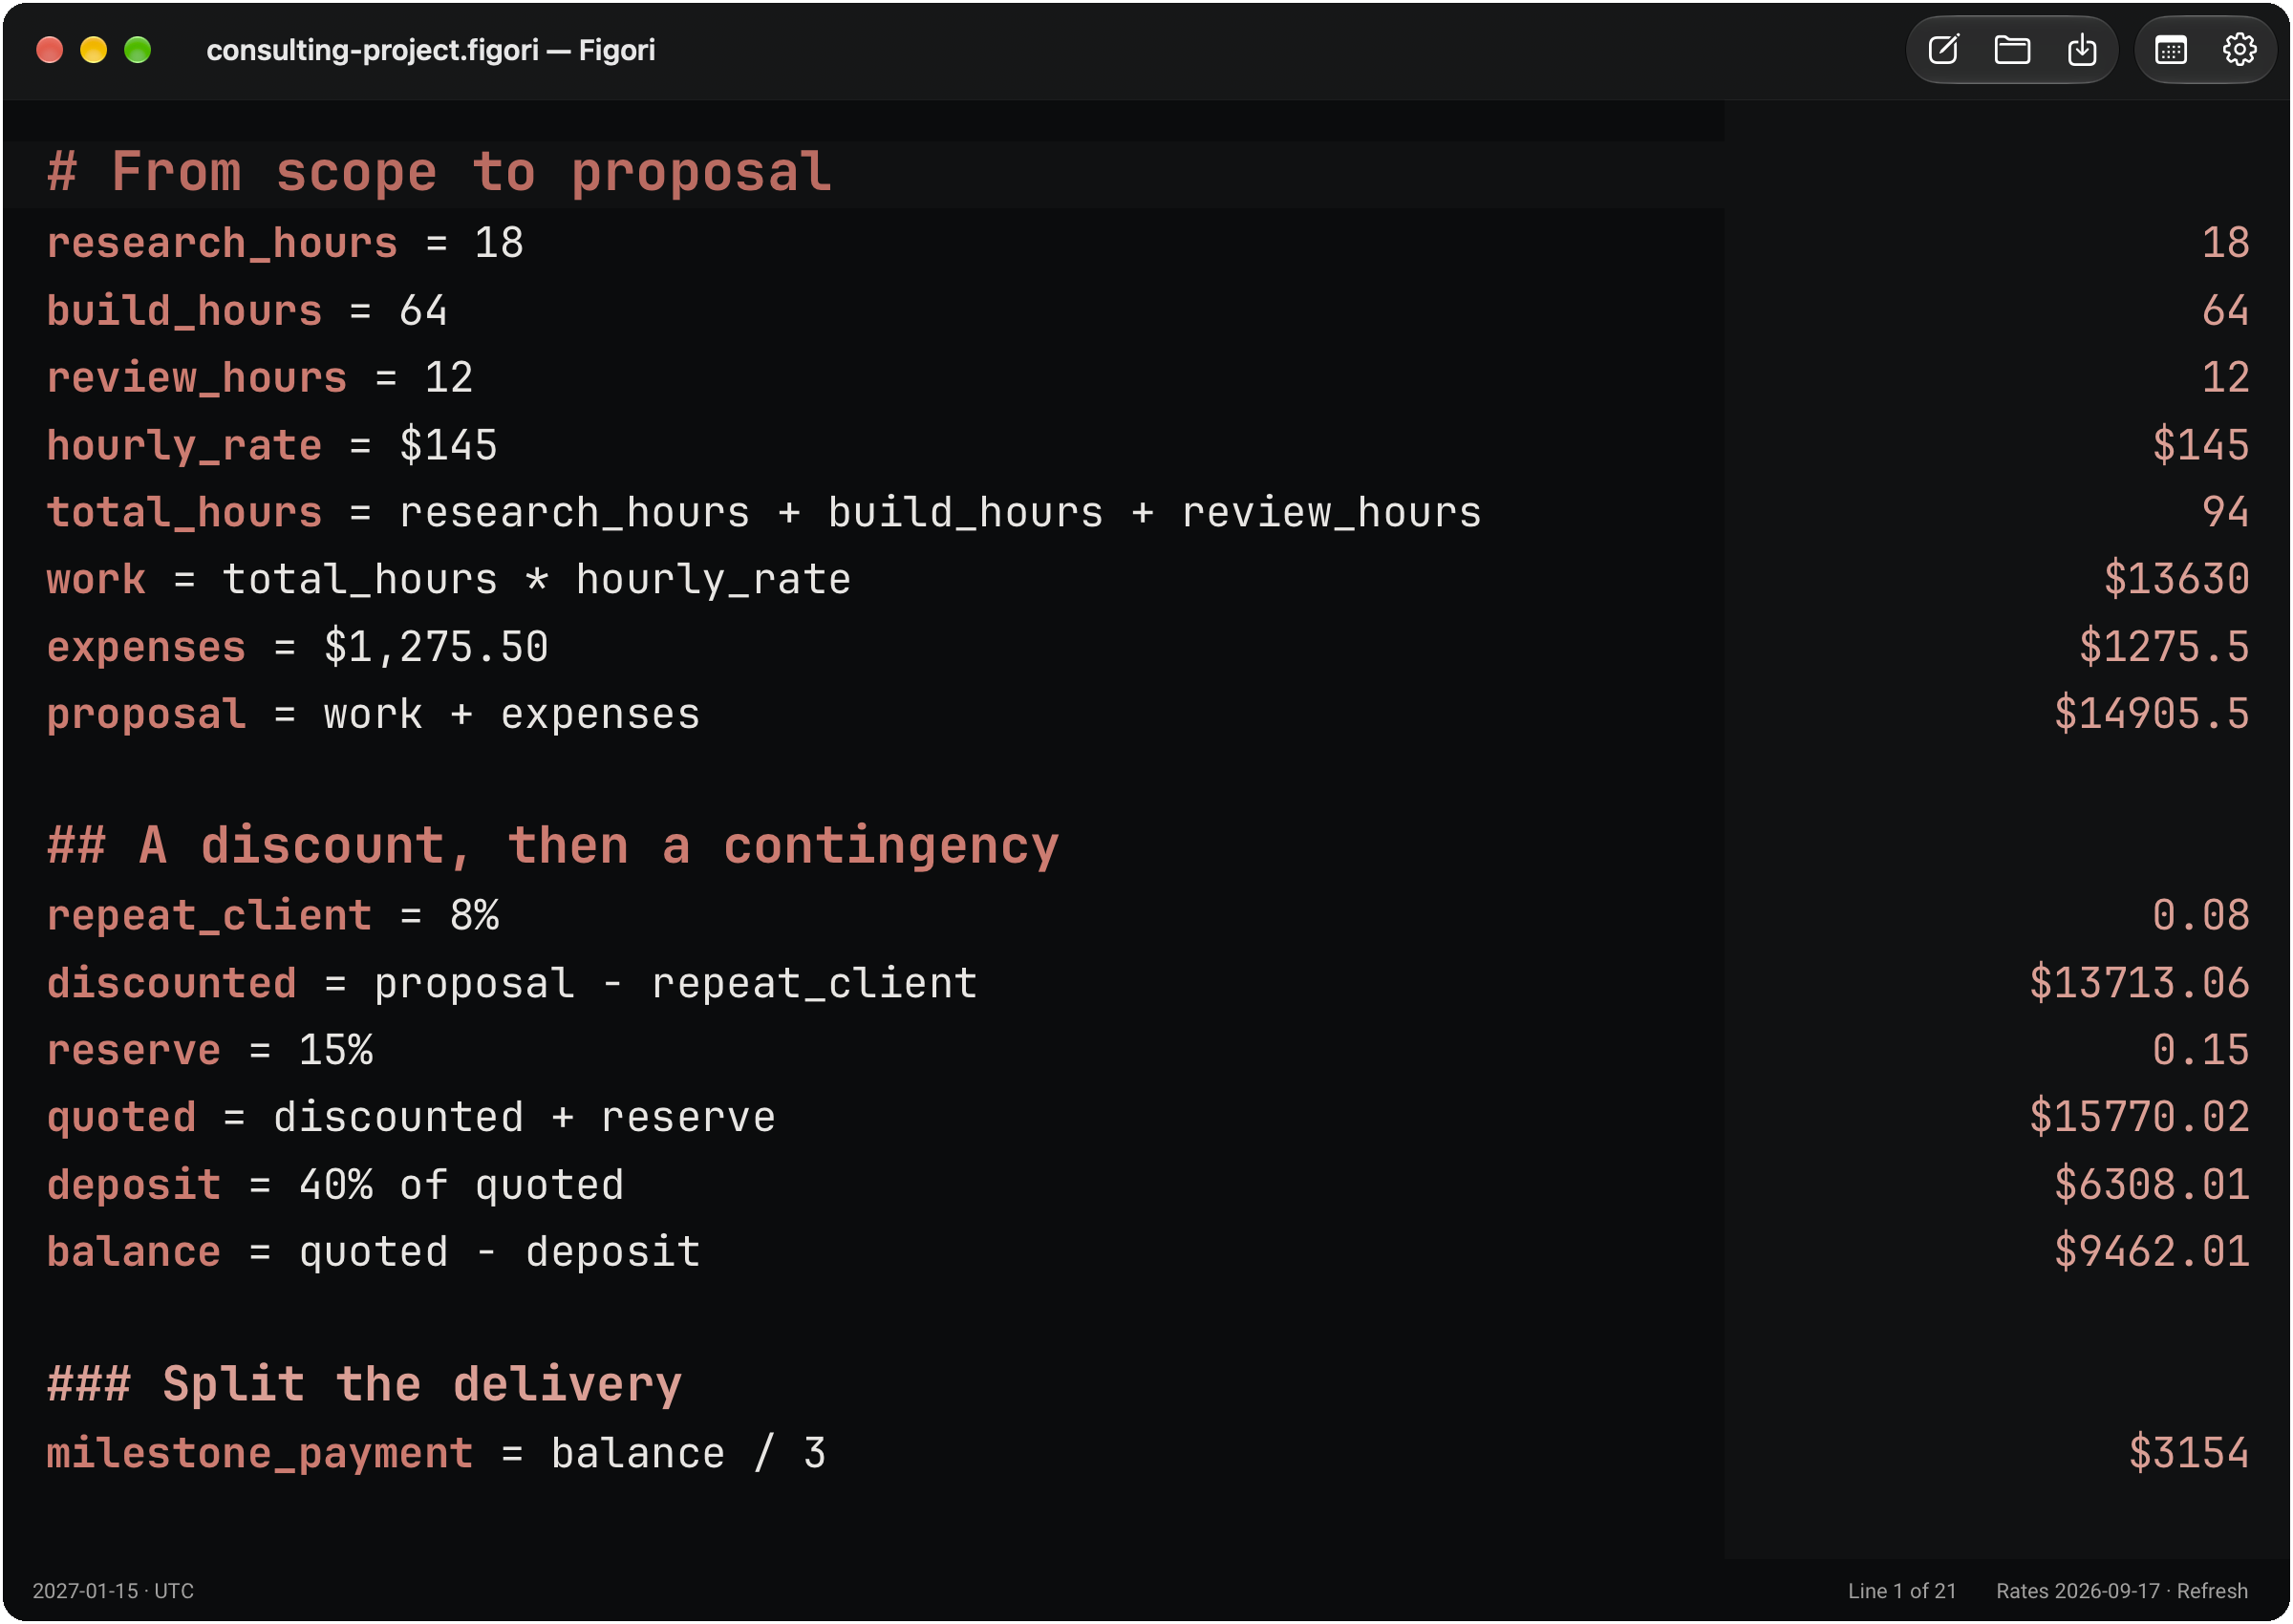 consulting-project.figori — Figori
# From scope to proposal
research_hours = 18 18
build_hours = 64 64
review_hours = 12 12
hourly_rate = $145 $145
total_hours = research_hours + build_hours + review_hours 94
work = total_hours * hourly_rate $13630
expenses = $1,275.50 $1275.5
proposal = work + expenses $14905.5
## A discount, then a contingency
repeat_client = 8% 0.08
discounted = proposal - repeat_client $13713.06
reserve = 15% 0.15
quoted = discounted + reserve $15770.02
deposit = 40% of quoted $6308.01
balance = quoted - deposit $9462.01
### Split the delivery
milestone_payment = balance / 3 $3154
2027-01-15 · UTC Line 1 of 21 Rates 2026-09-17 · Refresh